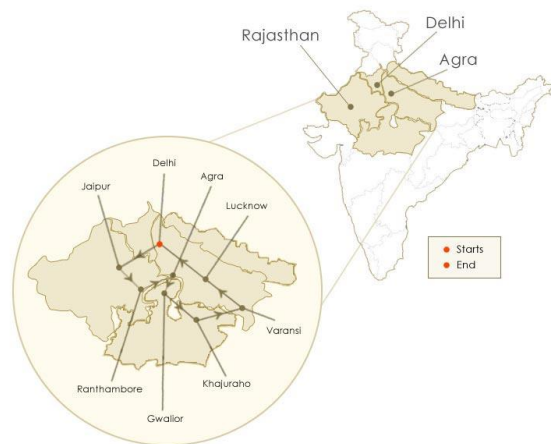 Delhi
Rajasthan
Agra
Delhi
Agra
Jaipur
Lucknow
Starts
End
Varansi
Khajuraho
Ranthambore
Gwalior